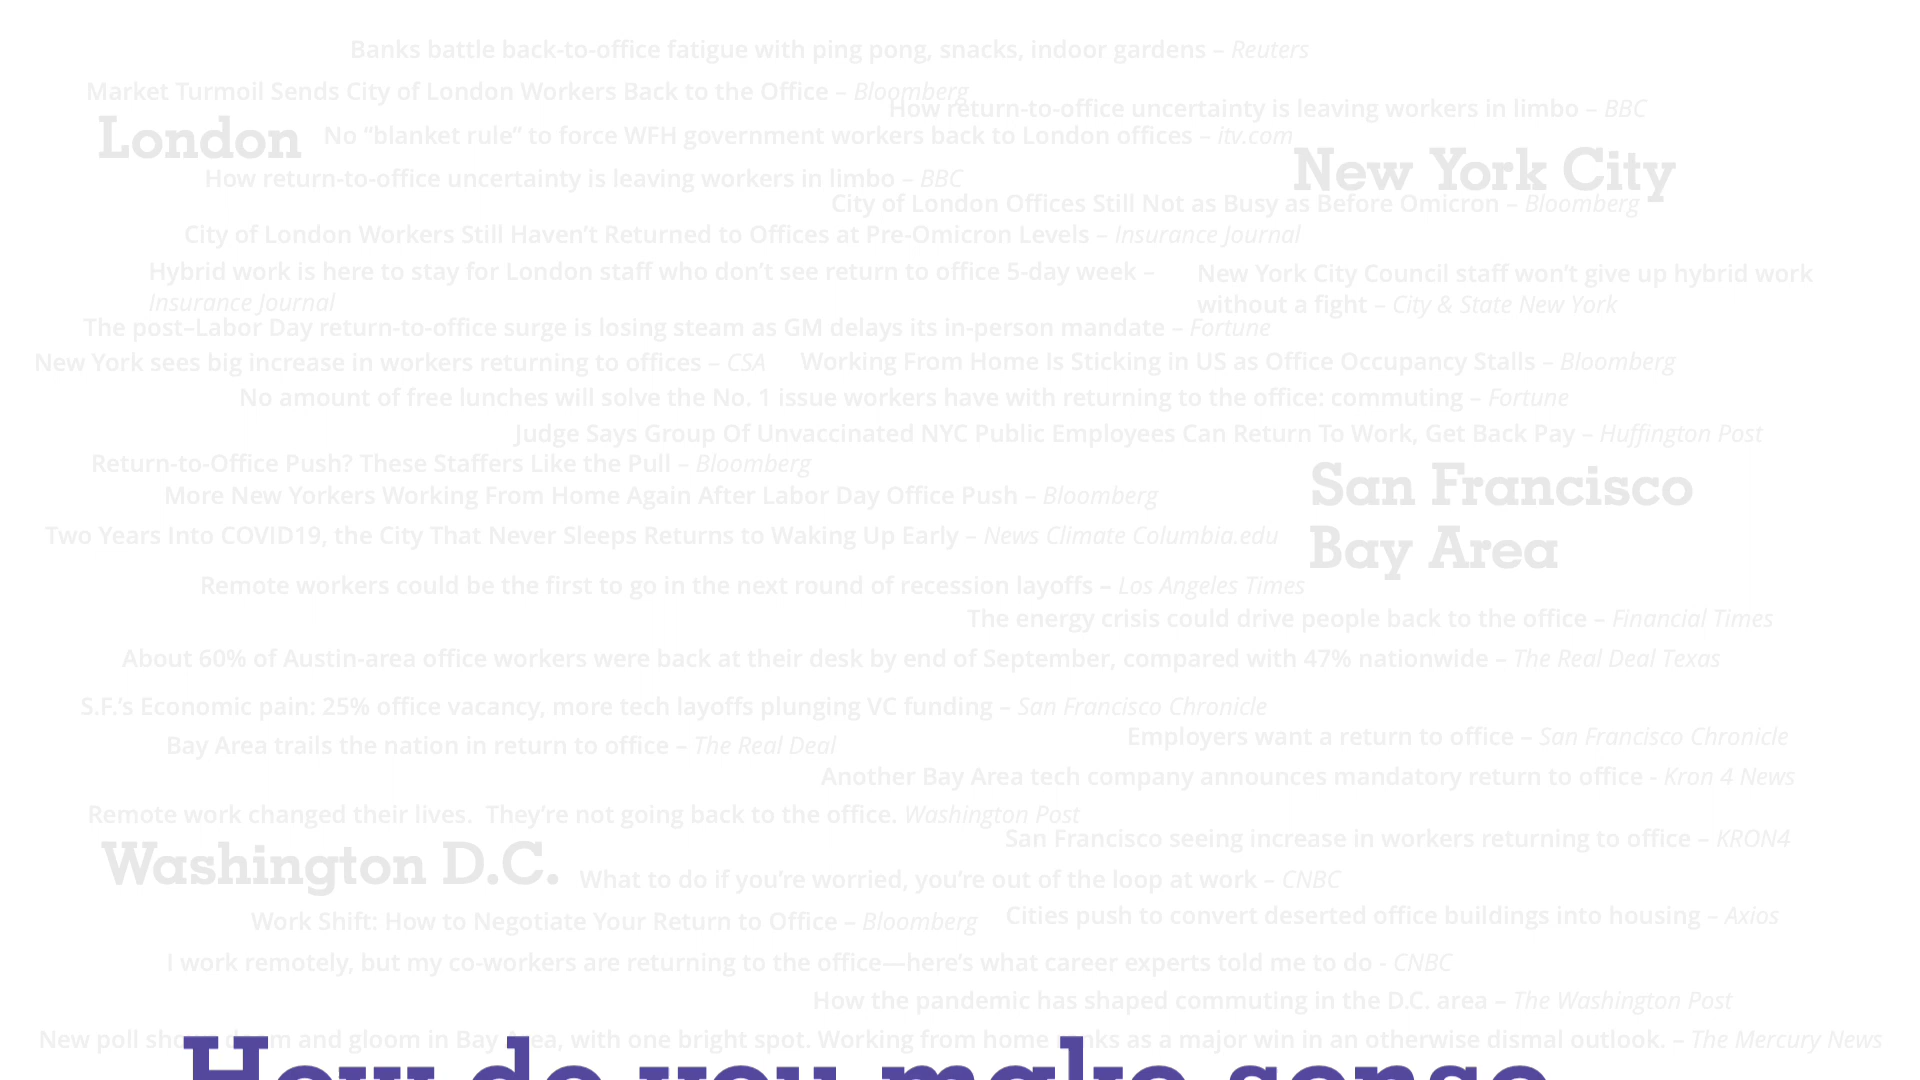 Banks battle back-to-office fatigue with ping pong, snacks, indoor gardens – Reuters
Market Turmoil Sends City of London Workers Back to the Office – Bloomberg
How return-to-office uncertainty is leaving workers in limbo – BBC
London
No “blanket rule” to force WFH government workers back to London offices – itv.com
New York City
How return-to-office uncertainty is leaving workers in limbo – BBC
City of London Offices Still Not as Busy as Before Omicron – Bloomberg
City of London Workers Still Haven’t Returned to Offices at Pre-Omicron Levels – Insurance Journal
Hybrid work is here to stay for London staff who don’t see return to office 5-day week –
Insurance Journal
New York City Council staff won’t give up hybrid work
without a fight – City & State New York
The post–Labor Day return-to-office surge is losing steam as GM delays its in-person mandate – Fortune
New York sees big increase in workers returning to offices – CSA
Working From Home Is Sticking in US as Office Occupancy Stalls – Bloomberg
No amount of free lunches will solve the No. 1 issue workers have with returning to the office: commuting – Fortune
Judge Says Group Of Unvaccinated NYC Public Employees Can Return To Work, Get Back Pay – Huffington Post
Return-to-Office Push? These Staffers Like the Pull – Bloomberg
San Francisco
Bay Area
More New Yorkers Working From Home Again After Labor Day Office Push – Bloomberg
Two Years Into COVID19, the City That Never Sleeps Returns to Waking Up Early – News Climate Columbia.edu
Remote workers could be the first to go in the next round of recession layoffs – Los Angeles Times
The energy crisis could drive people back to the office – Financial Times
About 60% of Austin-area office workers were back at their desk by end of September, compared with 47% nationwide – The Real Deal Texas
S.F.’s Economic pain: 25% office vacancy, more tech layoffs plunging VC funding – San Francisco Chronicle
Employers want a return to office – San Francisco Chronicle
Bay Area trails the nation in return to office – The Real Deal
Another Bay Area tech company announces mandatory return to office - Kron 4 News
Remote work changed their lives.  They’re not going back to the office. Washington Post
San Francisco seeing increase in workers returning to office – KRON4
Washington D.C.
What to do if you’re worried, you’re out of the loop at work – CNBC
Work Shift: How to Negotiate Your Return to Office – Bloomberg
Cities push to convert deserted office buildings into housing – Axios
I work remotely, but my co-workers are returning to the office—here’s what career experts told me to do - CNBC
How the pandemic has shaped commuting in the D.C. area – The Washington Post
New poll and gloom in Bay with one bright spot. Working from home as a major win in an otherwise dismal outlook. – The Mercury News
How do you make sense